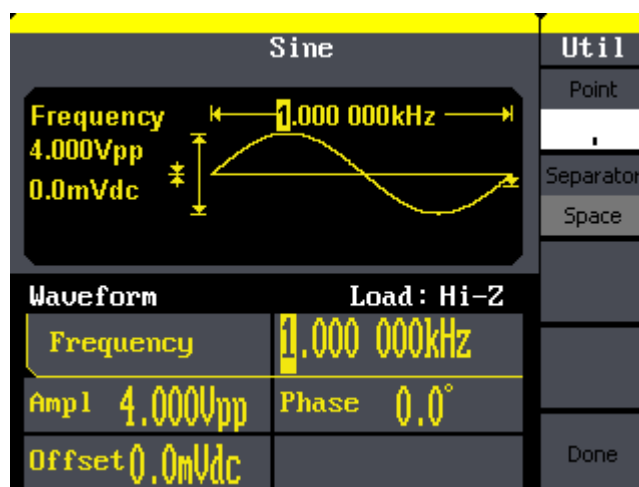 Sine
Util
Frequency 1.000 000kHz
4.000Vpp
0.0mVdc
Point
.
Separator
Space
Waveform Load: Hi-Z
Frequency 1.000 000kHz
Ampl 4.000Vpp Phase 0.0°
Offset 0.0mVdc
Done